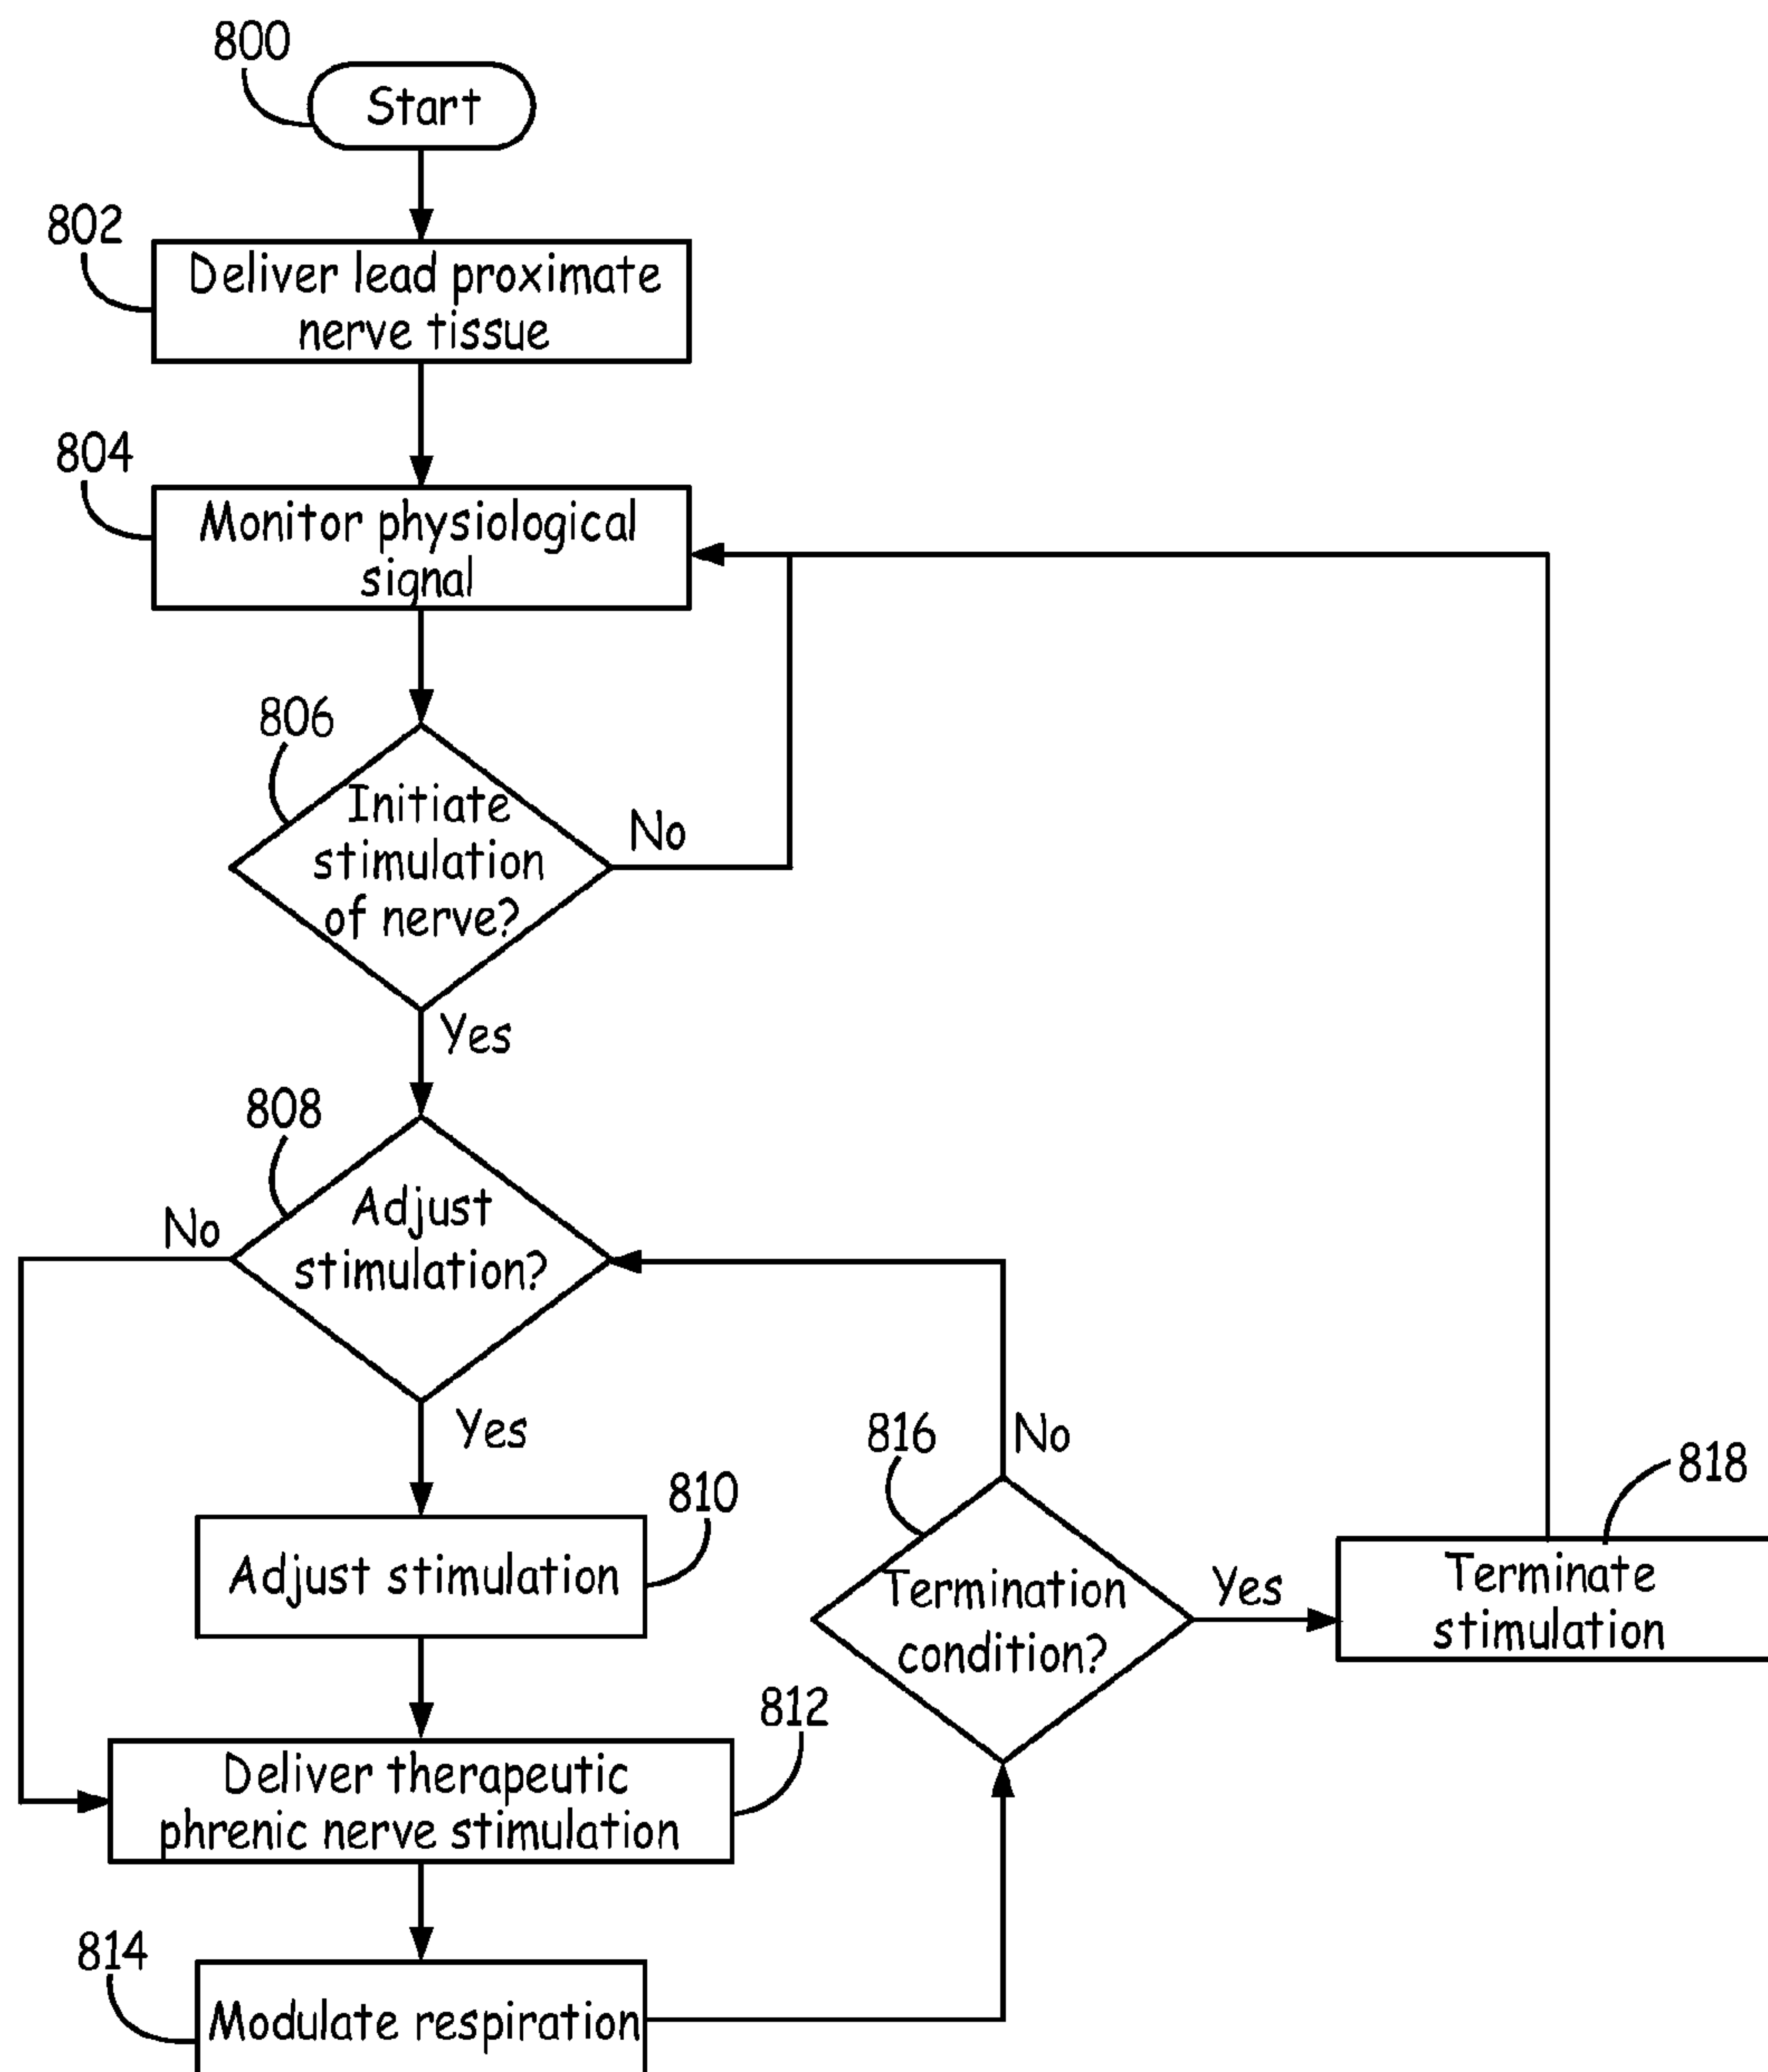 800
Start
802
Deliver lead proximate
nerve tissue
804
Monitor physiological
signal
806
Initiate
stimulation
of nerve?
No
Yes
808
Adjust
stimulation?
No
Yes
810
Adjust stimulation
812
Deliver therapeutic
phrenic nerve stimulation
814
Modulate respiration
816
Termination
condition?
No
Yes
818
Terminate
stimulation